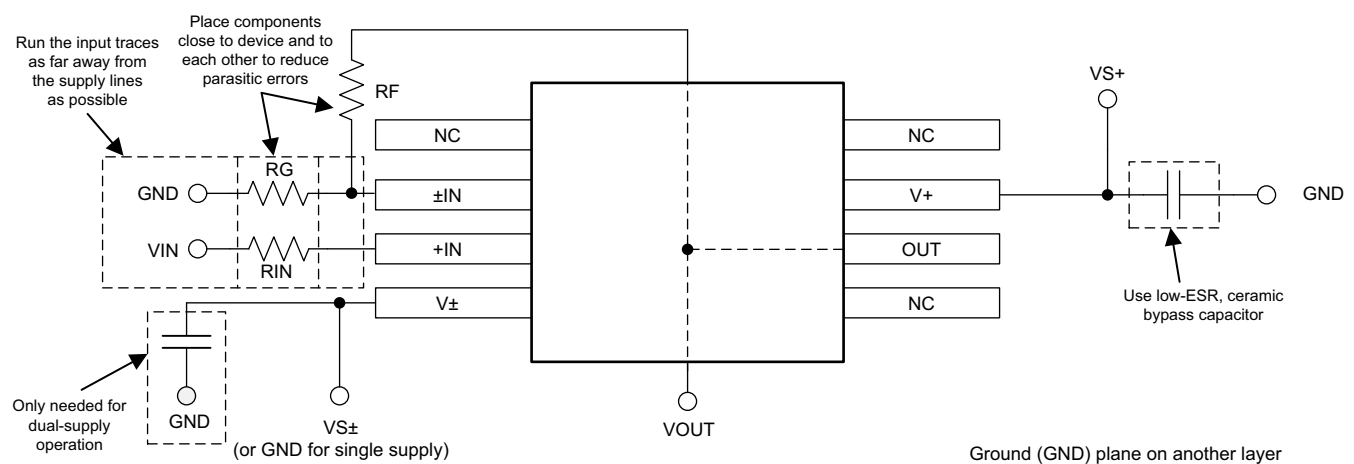 Place components
close to device and to
each other to reduce
parasitic errors
Run the input traces
as far away from
the supply lines
as possible
RF
VS+
NC
NC
RG
GND
±IN
V+
GND
VIN
+IN
OUT
RIN
V±
NC
Use low-ESR, ceramic
bypass capacitor
Only needed for
dual-supply
operation
GND
VS±
(or GND for single supply)
VOUT
Ground (GND) plane on another layer